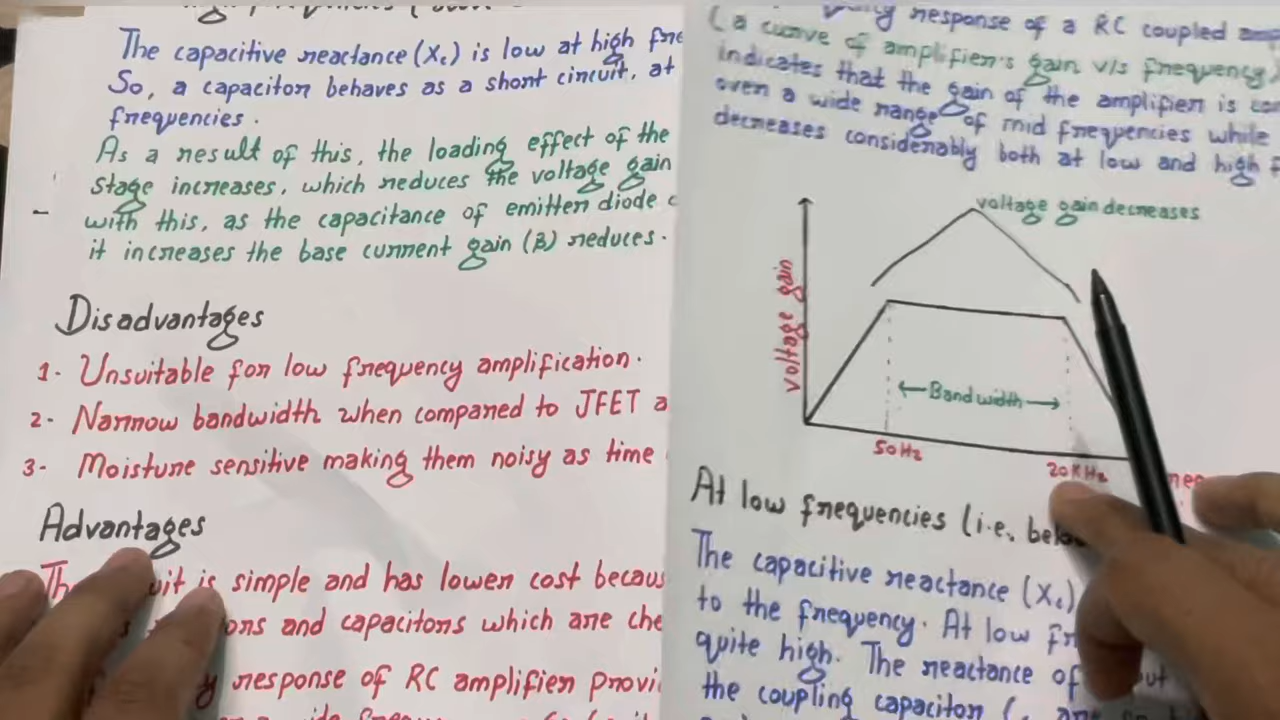 The capacitive reactance (Xc) is low at high
So, a capacitor behaves as a short circuit, at
frequencies.
As a result of this, the loading effect of the
stage increases, which reduces the voltage gain
with this, as the capacitance of emitter diode
it increases the base current gain (β) reduces.
Disadvantages
1- Unsuitable for low frequency amplification.
2- Narrow bandwidth when compared to JFET a
3- Moisture sensitive making them noisy as time
Advantages
is simple and has lower cost
and capacitors which are
response of RC amplifier
response of a RC coupled
(a curve of amplifier's gain v/s frequency)
indicates that the gain of the amplifier is
over a wide range of mid frequencies while
decreases considerably both at low and high
voltage gain decreases
voltage gain
← Bandwidth →
50Hz
20KHz
At low frequencies (i.e.
The capacitive reactance (Xc)
to the frequency. At low
quite high. The reactance of
the coupling capacitor